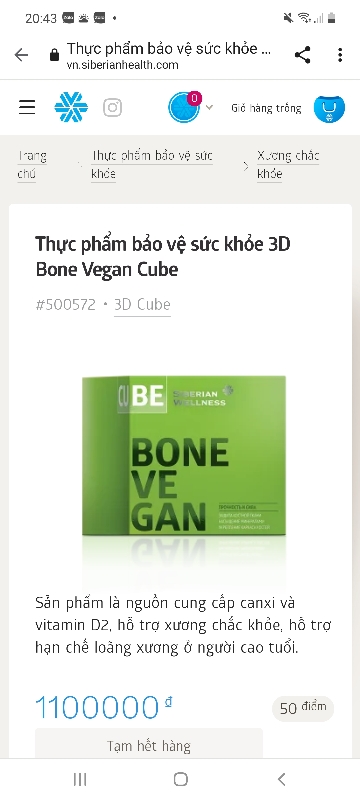 20:43
Thực phẩm bảo vệ sức khỏe ...
vn.siberianhealth.com
0
Giỏ hàng trống
Trang
chủ
Thực phẩm bảo vệ sức
khỏe
Xương chắc
khỏe
Thực phẩm bảo vệ sức khỏe 3D
Bone Vegan Cube
#500572 • 3D Cube
CUBE
SIBERIAN
WELLNESS
BONE
VE
GAN
Sản phẩm là nguồn cung cấp canxi và
vitamin D2, hỗ trợ xương chắc khỏe, hỗ trợ
hạn chế loãng xương ở người cao tuổi.
1100000 ₫
50 điểm
Tạm hết hàng